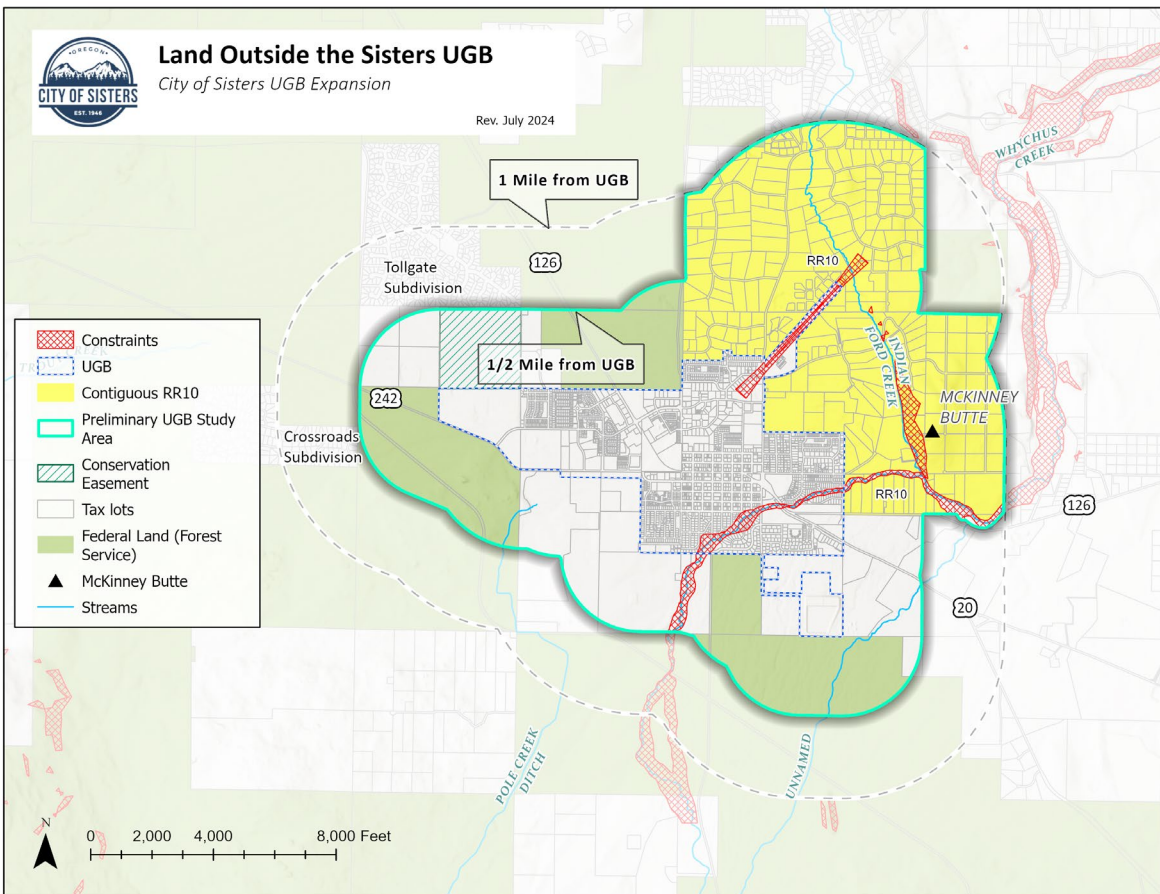 OREGON
CITY OF SISTERS
EST. 1946
Land Outside the Sisters UGB
City of Sisters UGB Expansion
Rev. July 2024
WHYCHUS
CREEK
1 Mile from UGB
126
RR10
Tollgate
Subdivision
Constraints
UGB
Contiguous RR10
Preliminary UGB Study
Area
Conservation
Easement
Tax lots
Federal Land (Forest
Service)
McKinney Butte
Streams
1/2 Mile from UGB
INDIAN
FORD CREEK
242
MCKINNEY
BUTTE
Crossroads
Subdivision
RR10
126
20
POLE CREEK
DITCH
UNNAMED
N
0 2,000 4,000 8,000 Feet